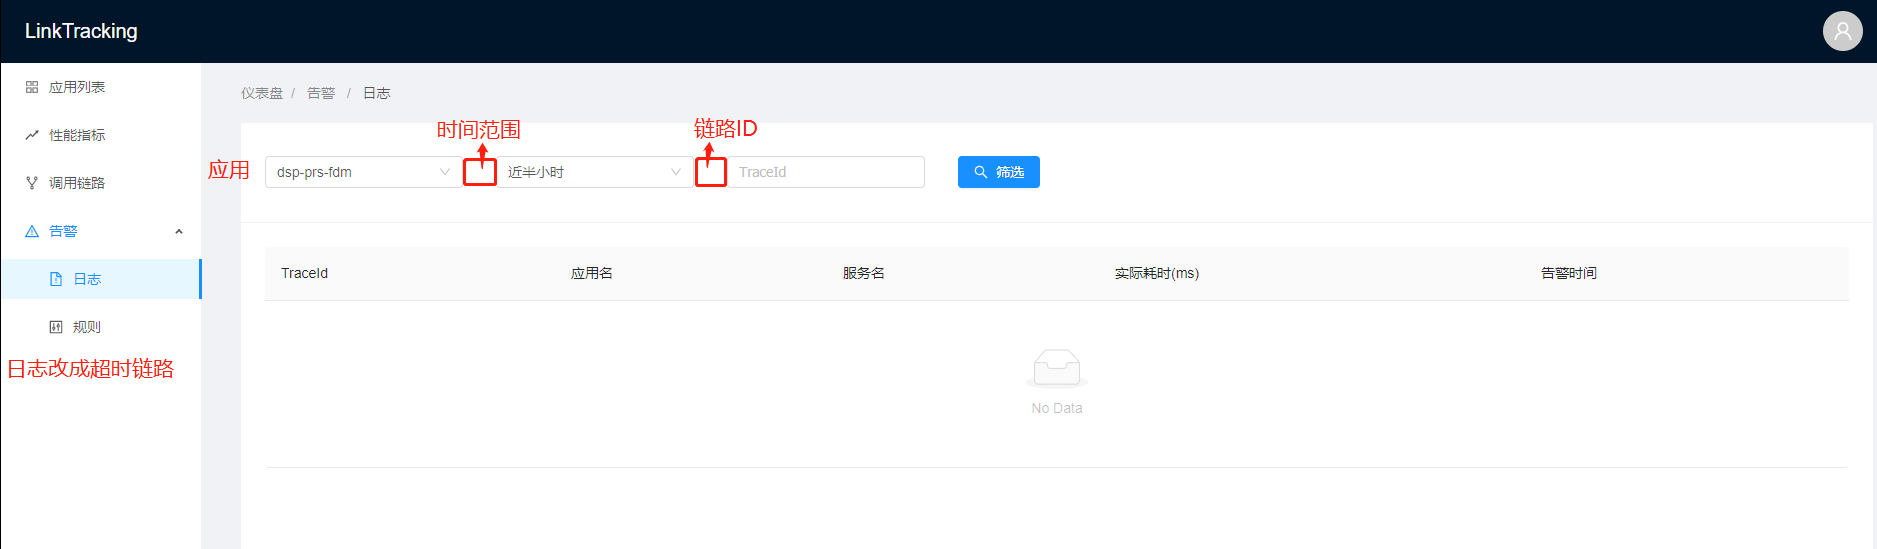 LinkTracking
应用列表
性能指标
调用链路
告警
日志
规则
日志改成超时链路
仪表盘 / 告警 / 日志
时间范围
链路ID
应用
dsp-prs-fdm
近半小时
TraceId
筛选
TraceId 应用名 服务名 实际耗时(ms) 告警时间
No Data